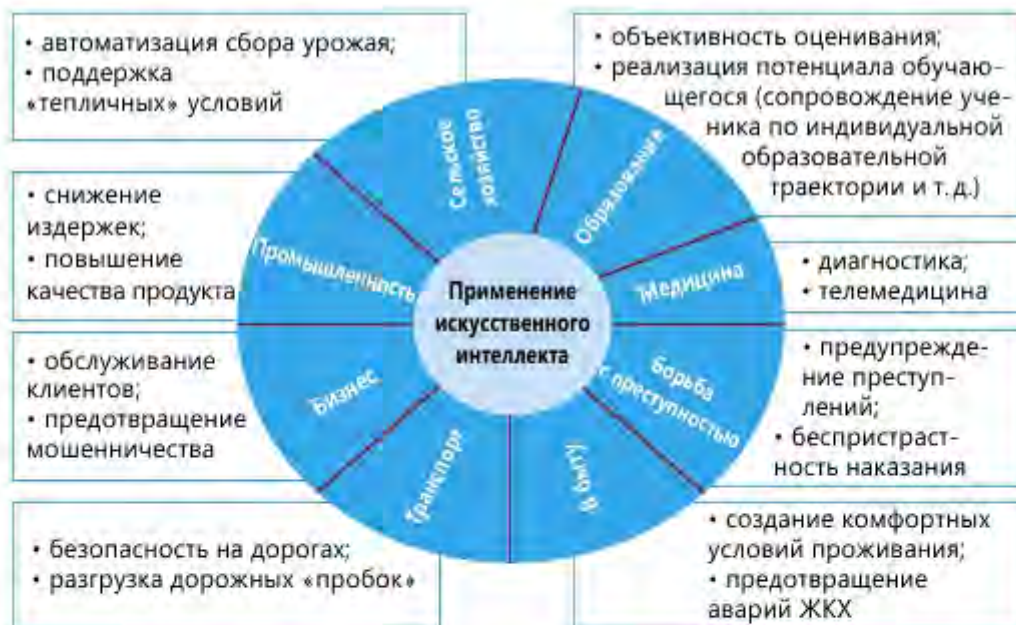 • автоматизация сбора урожая;
• поддержка
«тепличных» условий
• объективность оценивания;
• реализация потенциала обучаю-
щегося (сопровождение уче-
ника по индивидуальной
образовательной
траектории и т. д.)
• снижение
издержек;
• повышение
качества продукта
• диагностика;
• телемедицина
• обслуживание
клиентов;
• предотвращение
мошенничества
• предупрежде-
ние преступ-
лений;
• беспристраст-
ность наказания
• безопасность на дорогах;
• разгрузка дорожных «пробок»
• создание комфортных
условий проживания;
• предотвращение
аварий ЖКХ
Применение
искусственного
интеллекта
Сельское
хозяйство
Образование
Медицина
Борьба
с преступностью
В быту
Транспорт
Бизнес
Промышленность